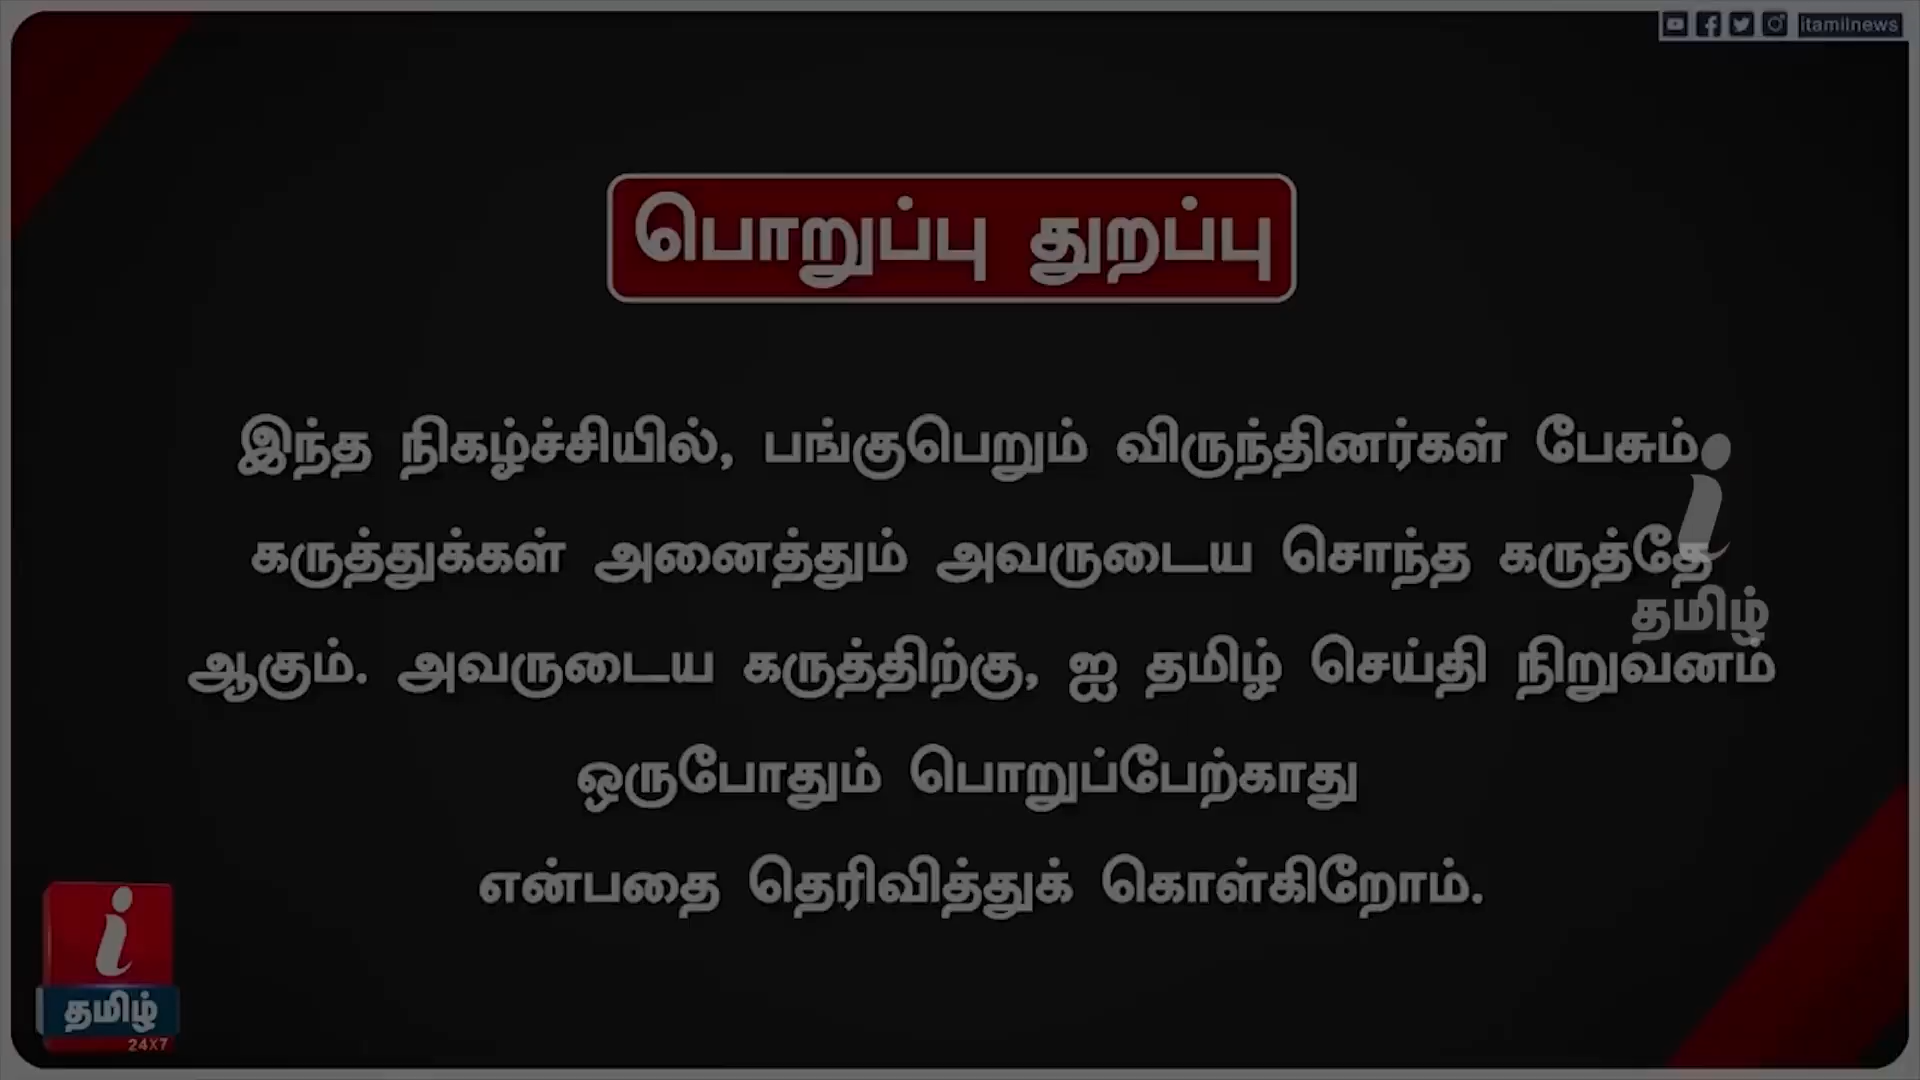 itamilnews
பொறுப்பு துறப்பு
இந்த நிகழ்ச்சியில், பங்குபெறும் விருந்தினர்கள் பேசும்
கருத்துக்கள் அனைத்தும் அவருடைய சொந்த கருத்தே
ஆகும். அவருடைய கருத்திற்கு, ஐ தமிழ் செய்தி நிறுவனம்
ஒருபோதும் பொறுப்பேற்காது
என்பதை தெரிவித்துக் கொள்கிறோம்.
i
தமிழ்
i
தமிழ்
24X7